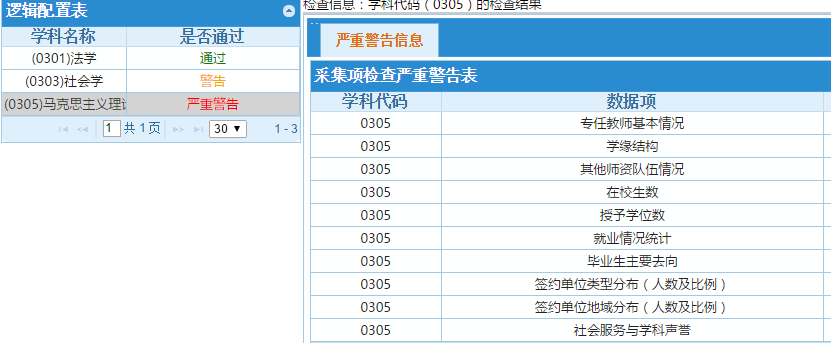 逻辑配置表
学科名称 是否通过
(0301)法学 通过
(0303)社会学 警告
(0305)马克思主义理 严重警告
1 共 1 页 30 1 - 3
检查信息：学科代码（0305）的检查结果
严重警告信息
采集项检查严重警告表
学科代码 数据项
0305 专任教师基本情况
0305 学缘结构
0305 其他师资队伍情况
0305 在校生数
0305 授予学位数
0305 就业情况统计
0305 毕业生主要去向
0305 签约单位类型分布（人数及比例）
0305 签约单位地域分布（人数及比例）
0305 社会服务与学科声誉